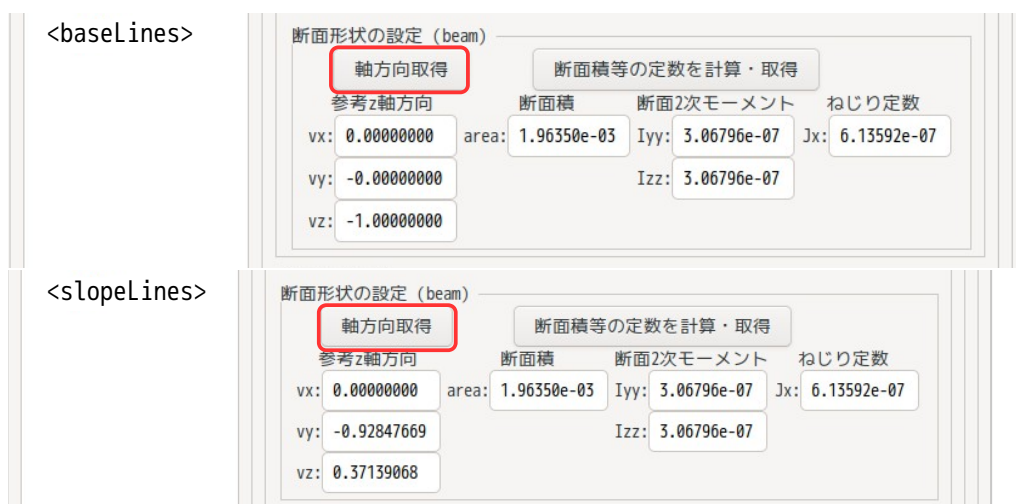 <baseLines>
断面形状の設定 (beam)
軸方向取得 断面積等の定数を計算・取得
参考z軸方向 断面積 断面2次モーメント ねじり定数
vx: 0.00000000 area: 1.96350e-03 Iyy: 3.06796e-07 Jx: 6.13592e-07
vy: -0.00000000 Izz: 3.06796e-07
vz: -1.00000000
<slopeLines>
断面形状の設定 (beam)
軸方向取得 断面積等の定数を計算・取得
参考z軸方向 断面積 断面2次モーメント ねじり定数
vx: 0.00000000 area: 1.96350e-03 Iyy: 3.06796e-07 Jx: 6.13592e-07
vy: -0.92847669 Izz: 3.06796e-07
vz: 0.37139068